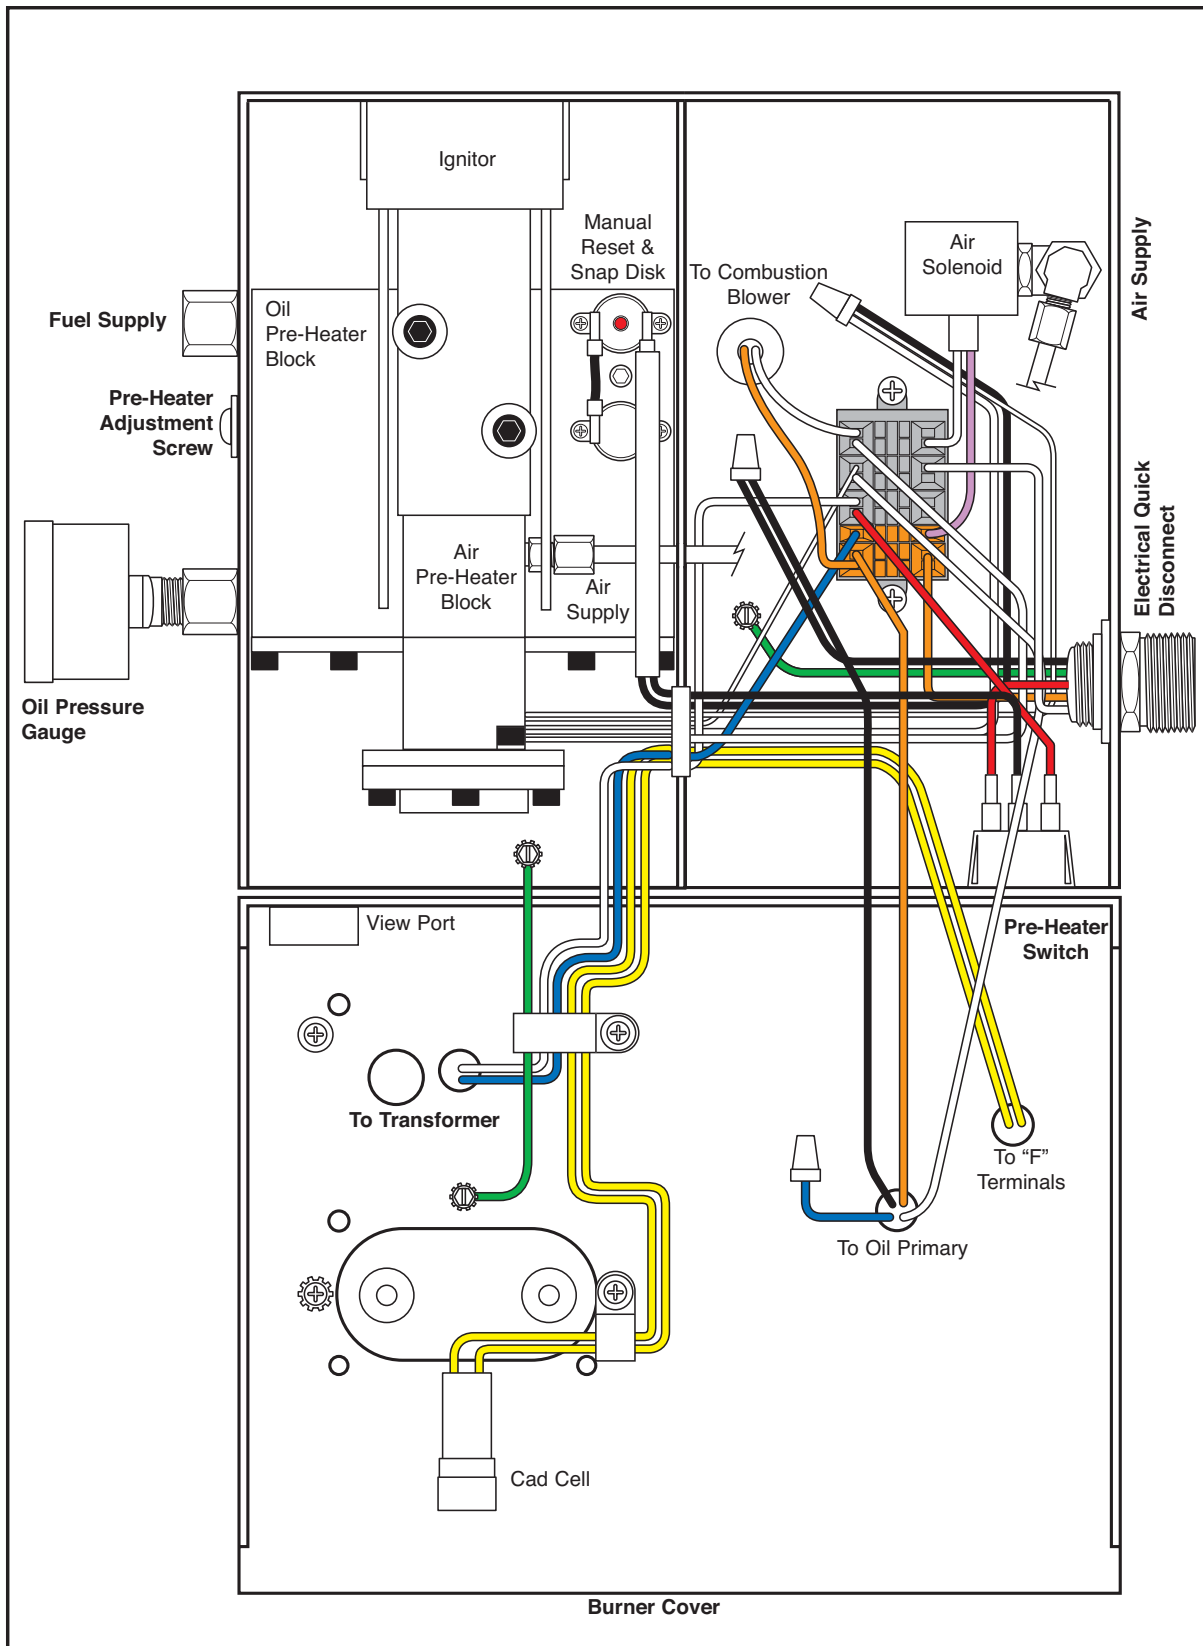 Ignitor
Manual
Reset &
Snap Disk
To Combustion
Blower
Air
Solenoid
Air Supply
Fuel Supply
Oil
Pre-Heater
Block
Pre-Heater
Adjustment
Screw
Air
Pre-Heater
Block
Air
Supply
Electrical Quick
Disconnect
Oil Pressure
Gauge
View Port
Pre-Heater
Switch
To Transformer
To “F”
Terminals
To Oil Primary
Cad Cell
Burner Cover